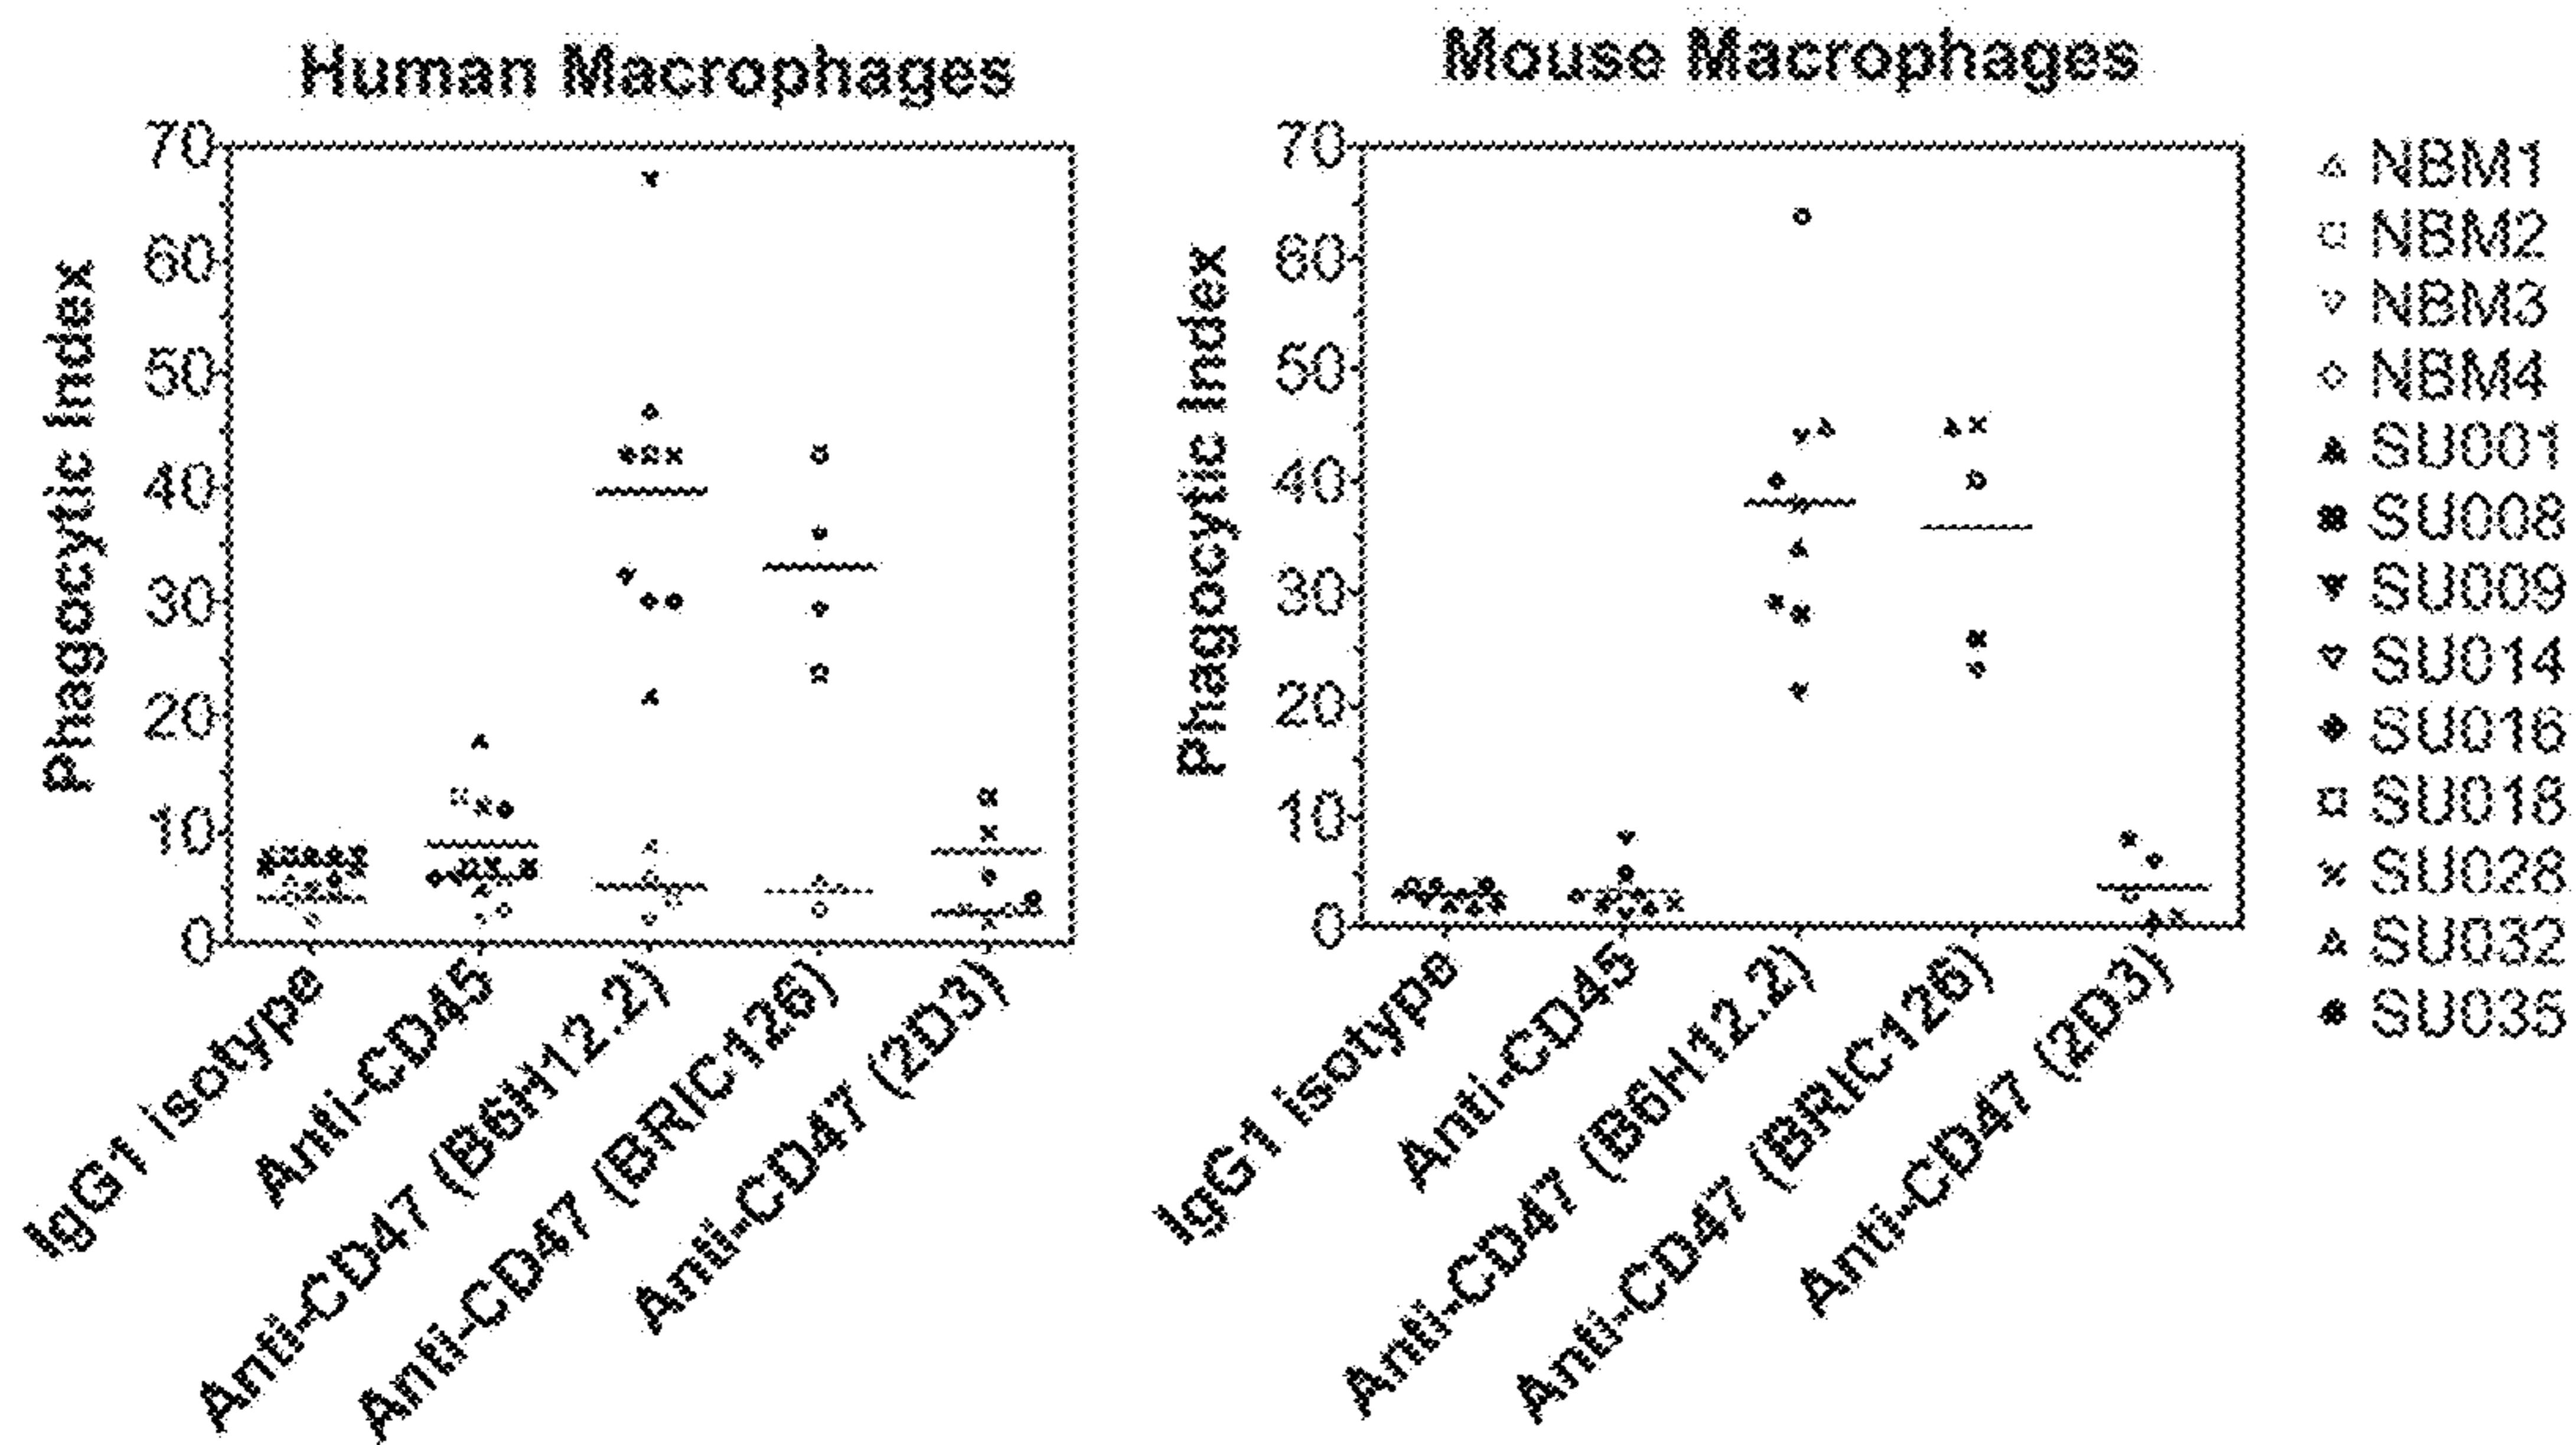 Human Macrophages
Phagocytic Index
70
60
50
40
30
20
10
0
IgG1 isotype
Anti-CD45
Anti-CD47 (B6H12.2)
Anti-CD47 (BRIC126)
Anti-CD47 (2D3)
Mouse Macrophages
Phagocytic Index
70
60
50
40
30
20
10
0
IgG1 isotype
Anti-CD45
Anti-CD47 (B6H12.2)
Anti-CD47 (BRIC126)
Anti-CD47 (2D3)
NBM1
NBM2
NBM3
NBM4
SU001
SU008
SU009
SU014
SU016
SU018
SU028
SU032
SU035